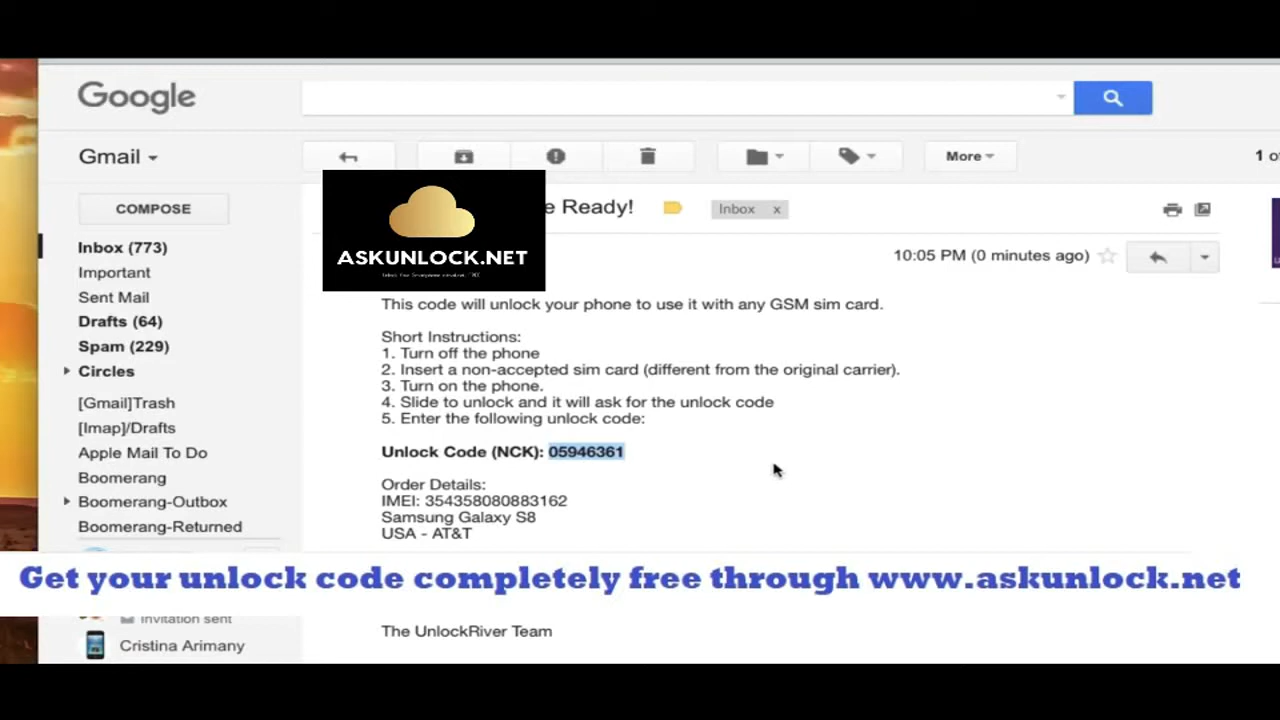 Google
Gmail
More
1 of
COMPOSE
e Ready!
Inbox x
Inbox (773)
10:05 PM (0 minutes ago)
Important
ASKUNLOCK.NET
Sent Mail
This code will unlock your phone to use it with any GSM sim card.
Drafts (64)
Short Instructions:
Spam (229)
1. Turn off the phone
Circles
2. Insert a non-accepted sim card (different from the original carrier).
3. Turn on the phone.
[Gmail]Trash
4. Slide to unlock and it will ask for the unlock code
[Imap]/Drafts
5. Enter the following unlock code:
Apple Mail To Do
Unlock Code (NCK): 05946361
Boomerang
Order Details:
Boomerang-Outbox
IMEI: 354358080883162
Boomerang-Returned
Samsung Galaxy S8
USA - AT&T
Get your unlock code completely free through www.askunlock.net
Invitation sent
The UnlockRiver Team
Cristina Arimany